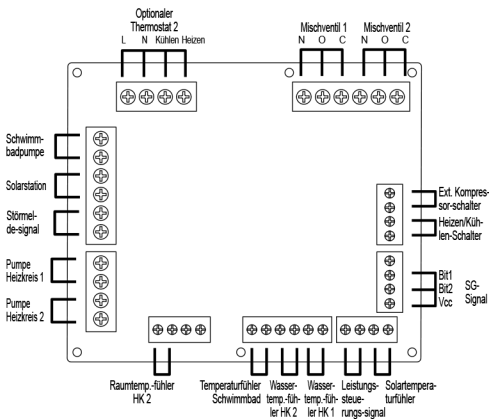 Optionaler
Thermostat 2
L N Kühlen Heizen
Mischventil 1
N O C
Mischventil 2
N O C
Schwimm-
badpumpe
Solarstation
Störmel-
de-signal
Pumpe
Heizkreis 1
Pumpe
Heizkreis 2
Ext. Kompres-
sor-schalter
Heizen/Küh-
len-Schalter
Bit1
Bit2
Vcc
SG-
Signal
Raumtemp.-fühler
HK 2
Temperaturfühler
Schwimmbad
Wasser-
temp.-füh-
ler HK 2
Wasser-
temp.-füh-
ler HK 1
Leistungs-
steue-
rungs-signal
Solartempera-
turfühler